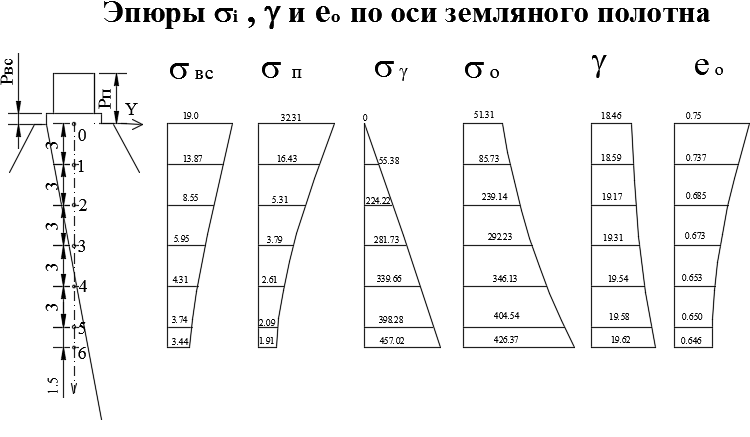 Эпюры σi , γ и eo по оси земляного полотна
Pвс
Pп
Y
σ вс
σ п
σ γ
σ o
γ
e o
19.0 32.31 0 51.31 18.46 0.75
0
3
13.87 16.43 55.38 85.73 18.59 0.737
1
3
8.55 5.31 224.22 239.14 19.17 0.685
2
3
5.95 3.79 281.73 292.23 19.31 0.673
3
3
4.31 2.61 339.66 346.13 19.54 0.653
4
3
3.74 2.09 398.28 404.54 19.58 0.650
5
3.44 1.91 457.02 426.37 19.62 0.646
6
1.5